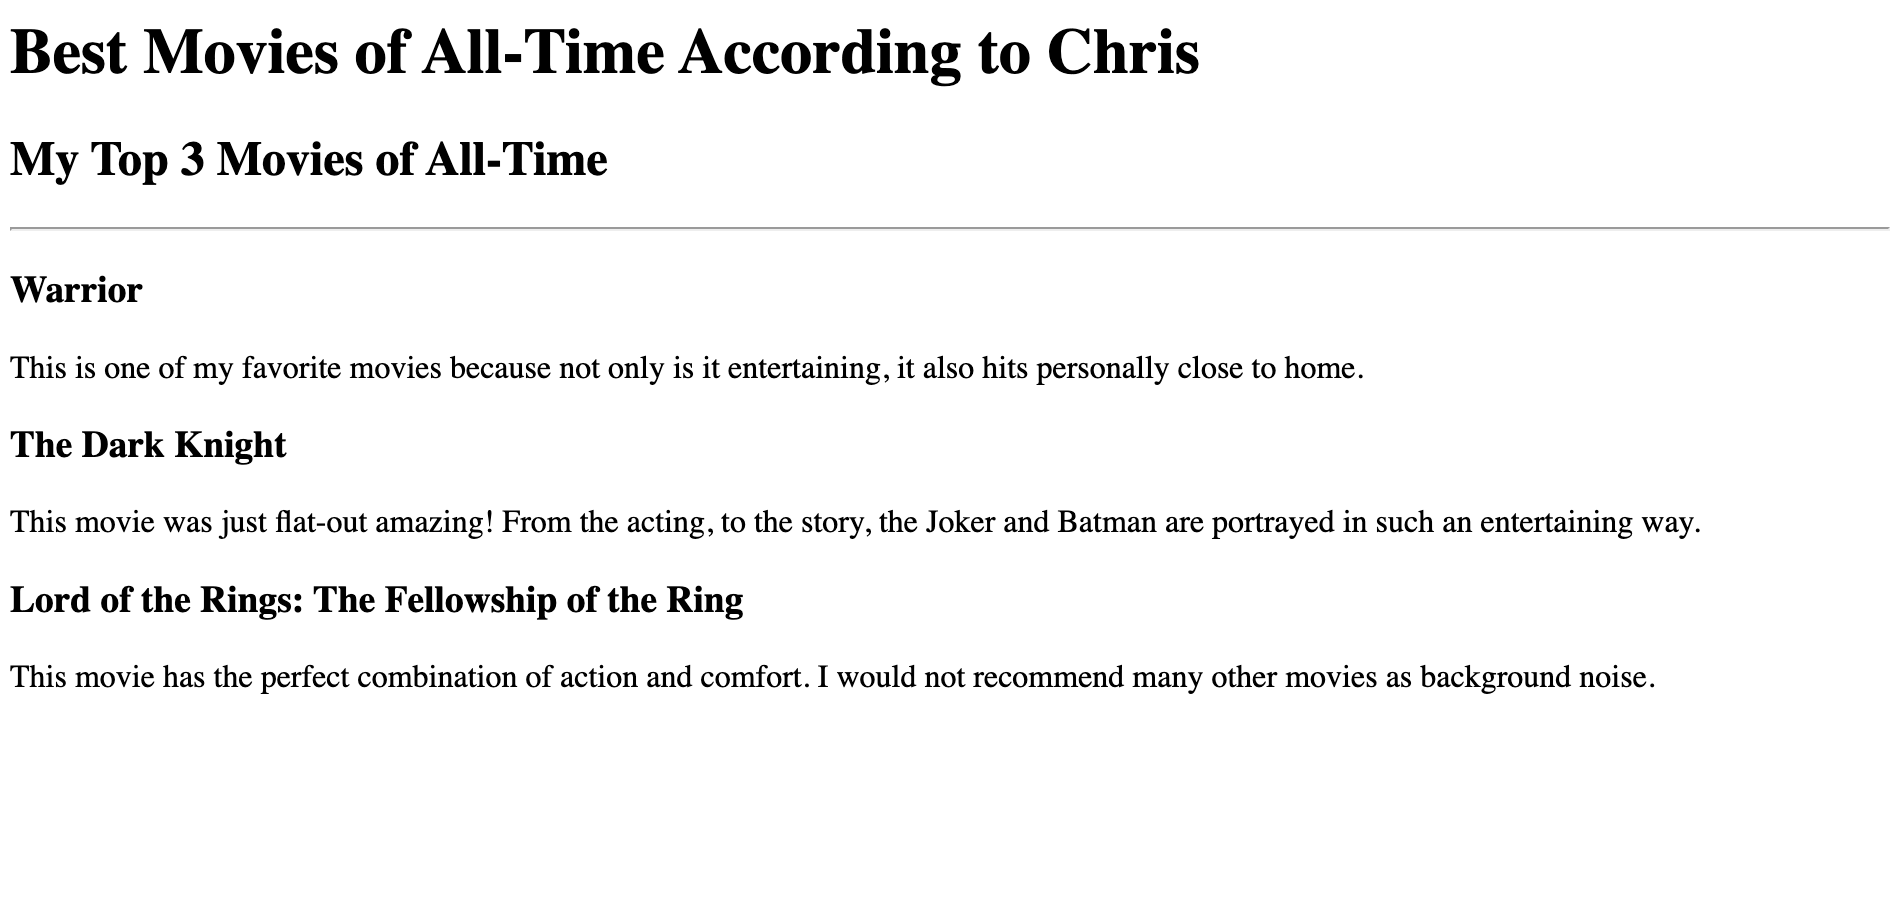 Best Movies of All-Time According to Chris
My Top 3 Movies of All-Time
Warrior
This is one of my favorite movies because not only is it entertaining, it also hits personally close to home.
The Dark Knight
This movie was just flat-out amazing! From the acting, to the story, the Joker and Batman are portrayed in such an entertaining way.
Lord of the Rings: The Fellowship of the Ring
This movie has the perfect combination of action and comfort. I would not recommend many other movies as background noise.